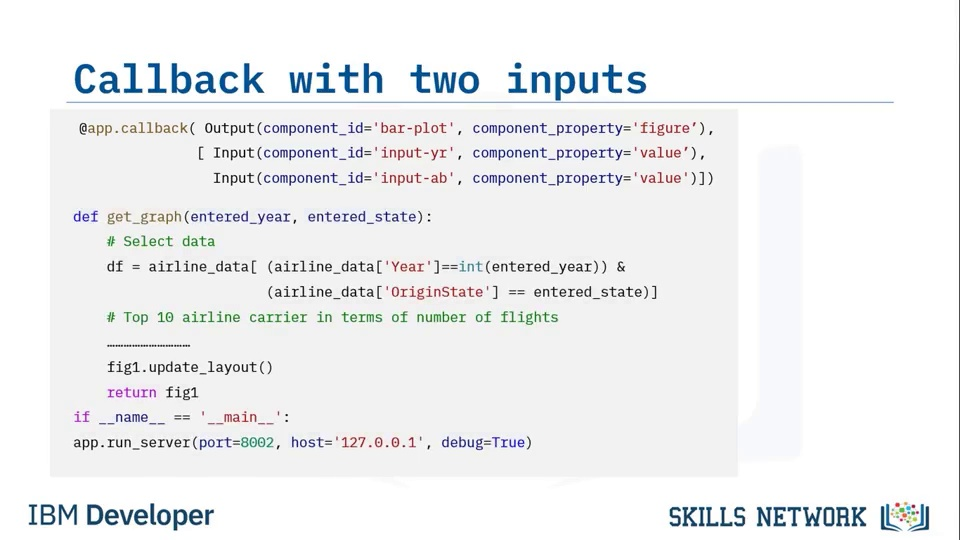 Callback with two inputs
@app.callback( Output(component_id='bar-plot', component_property='figure’),
[ Input(component_id='input-yr', component_property='value’),
Input(component_id='input-ab', component_property='value')])
def get_graph(entered_year, entered_state):
# Select data
df = airline_data[ (airline_data['Year']==int(entered_year)) &
(airline_data['OriginState'] == entered_state)]
# Top 10 airline carrier in terms of number of flights
…………………………
fig1.update_layout()
return fig1
if __name__ == '__main__':
app.run_server(port=8002, host='127.0.0.1', debug=True)
IBM Developer
SKILLS NETWORK